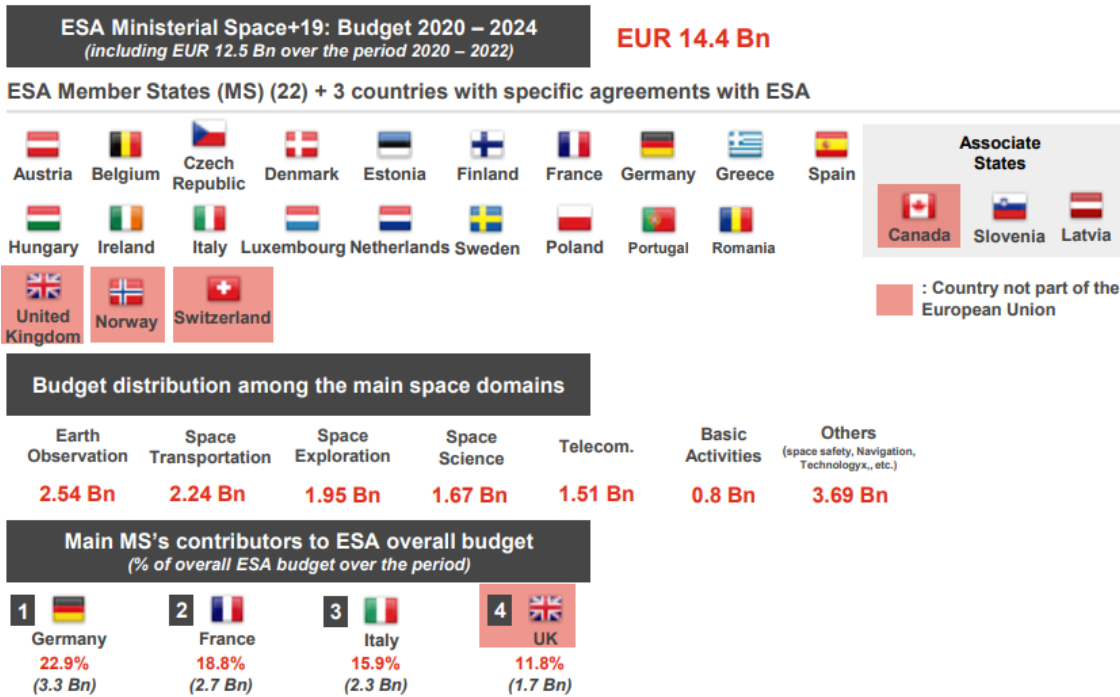 ESA Ministerial Space+19: Budget 2020 – 2024
(including EUR 12.5 Bn over the period 2020 – 2022)
EUR 14.4 Bn
ESA Member States (MS) (22) + 3 countries with specific agreements with ESA
Austria
Belgium
Czech
Republic
Denmark
Estonia
Finland
France
Germany
Greece
Spain
Hungary
Ireland
Italy
Luxembourg
Netherlands
Sweden
Poland
Portugal
Romania
United
Kingdom
Norway
Switzerland
Associate
States
Canada
Slovenia
Latvia
: Country not part of the
European Union
Budget distribution among the main space domains
Earth
Observation
2.54 Bn
Space
Transportation
2.24 Bn
Space
Exploration
1.95 Bn
Space
Science
1.67 Bn
Telecom.
1.51 Bn
Basic
Activities
0.8 Bn
Others
(space safety, Navigation,
Technologyx,, etc.)
3.69 Bn
Main MS's contributors to ESA overall budget
(% of overall ESA budget over the period)
1
Germany
22.9%
(3.3 Bn)
2
France
18.8%
(2.7 Bn)
3
Italy
15.9%
(2.3 Bn)
4
UK
11.8%
(1.7 Bn)